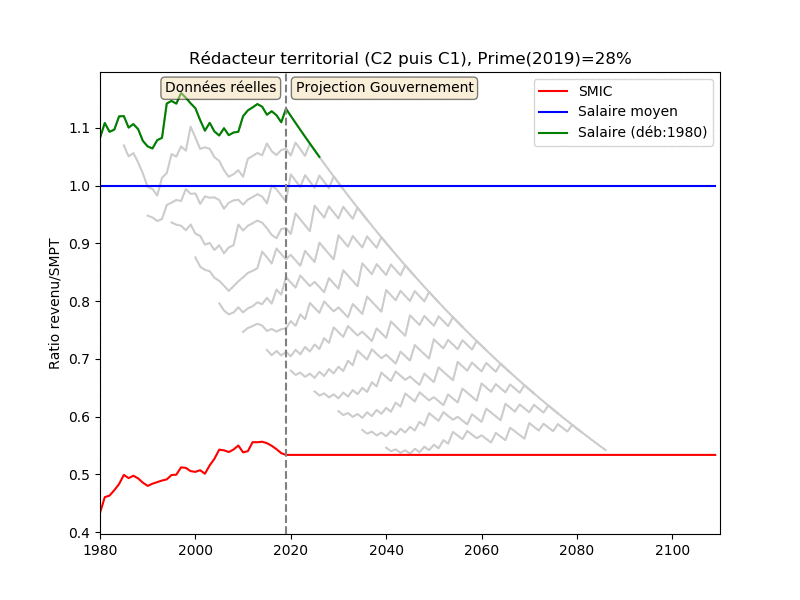 Rédacteur territorial (C2 puis C1), Prime(2019)=28%
Données réelles
Projection Gouvernement
SMIC
Salaire moyen
Salaire (déb:1980)
Ratio revenu/SMPT
1.1
1.0
0.9
0.8
0.7
0.6
0.5
0.4
1980 2000 2020 2040 2060 2080 2100